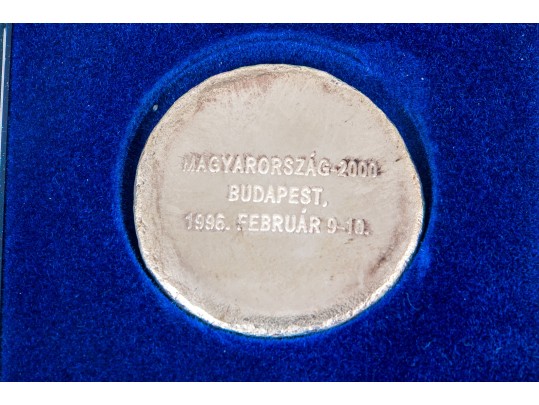 MAGYARORSZÁG-2000
BUDAPEST,
1996. FEBRUÁR 9-10.